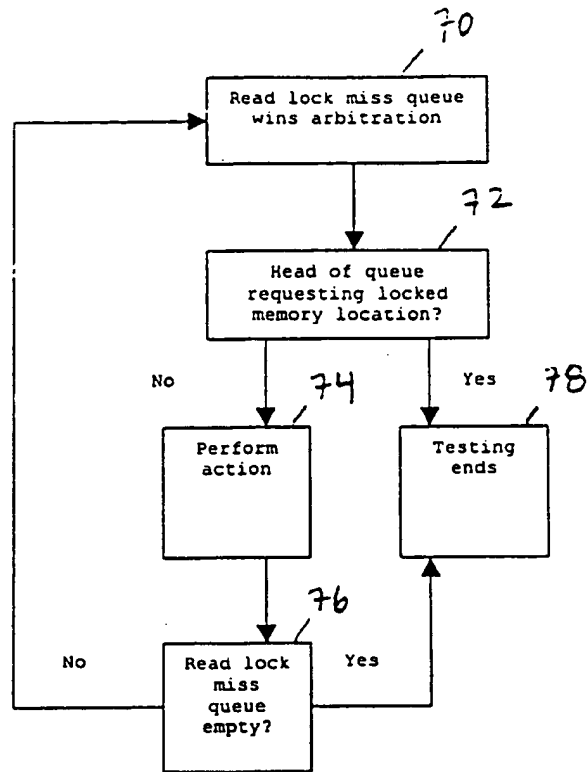 70
Read lock miss queue
wins arbitration
72
Head of queue
requesting locked
memory location?
No
Yes
74
78
Perform
action
Testing
ends
76
No
Yes
Read lock
miss
queue
empty?